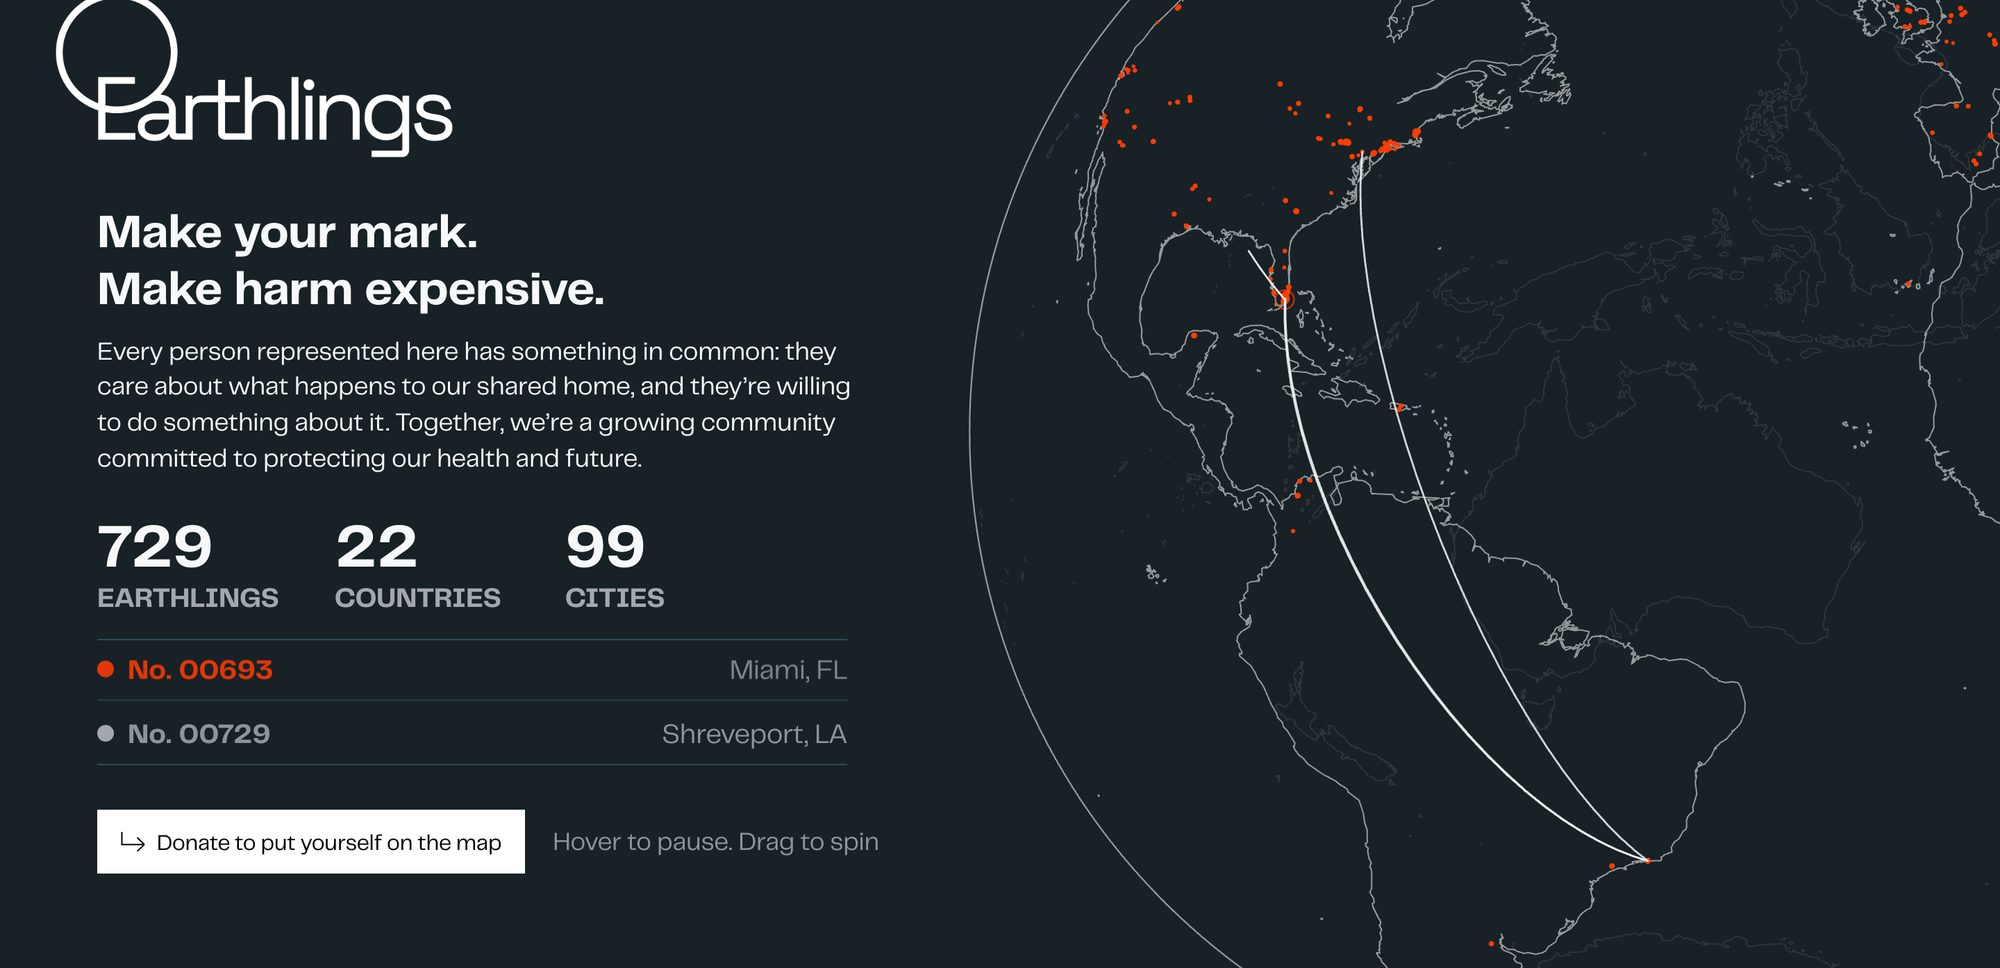 Earthlings
Make your mark.
Make harm expensive.
Every person represented here has something in common: they
care about what happens to our shared home, and they’re willing
to do something about it. Together, we’re a growing community
committed to protecting our health and future.
729 22 99
EARTHLINGS COUNTRIES CITIES
No. 00693 Miami, FL
No. 00729 Shreveport, LA
Donate to put yourself on the map Hover to pause. Drag to spin